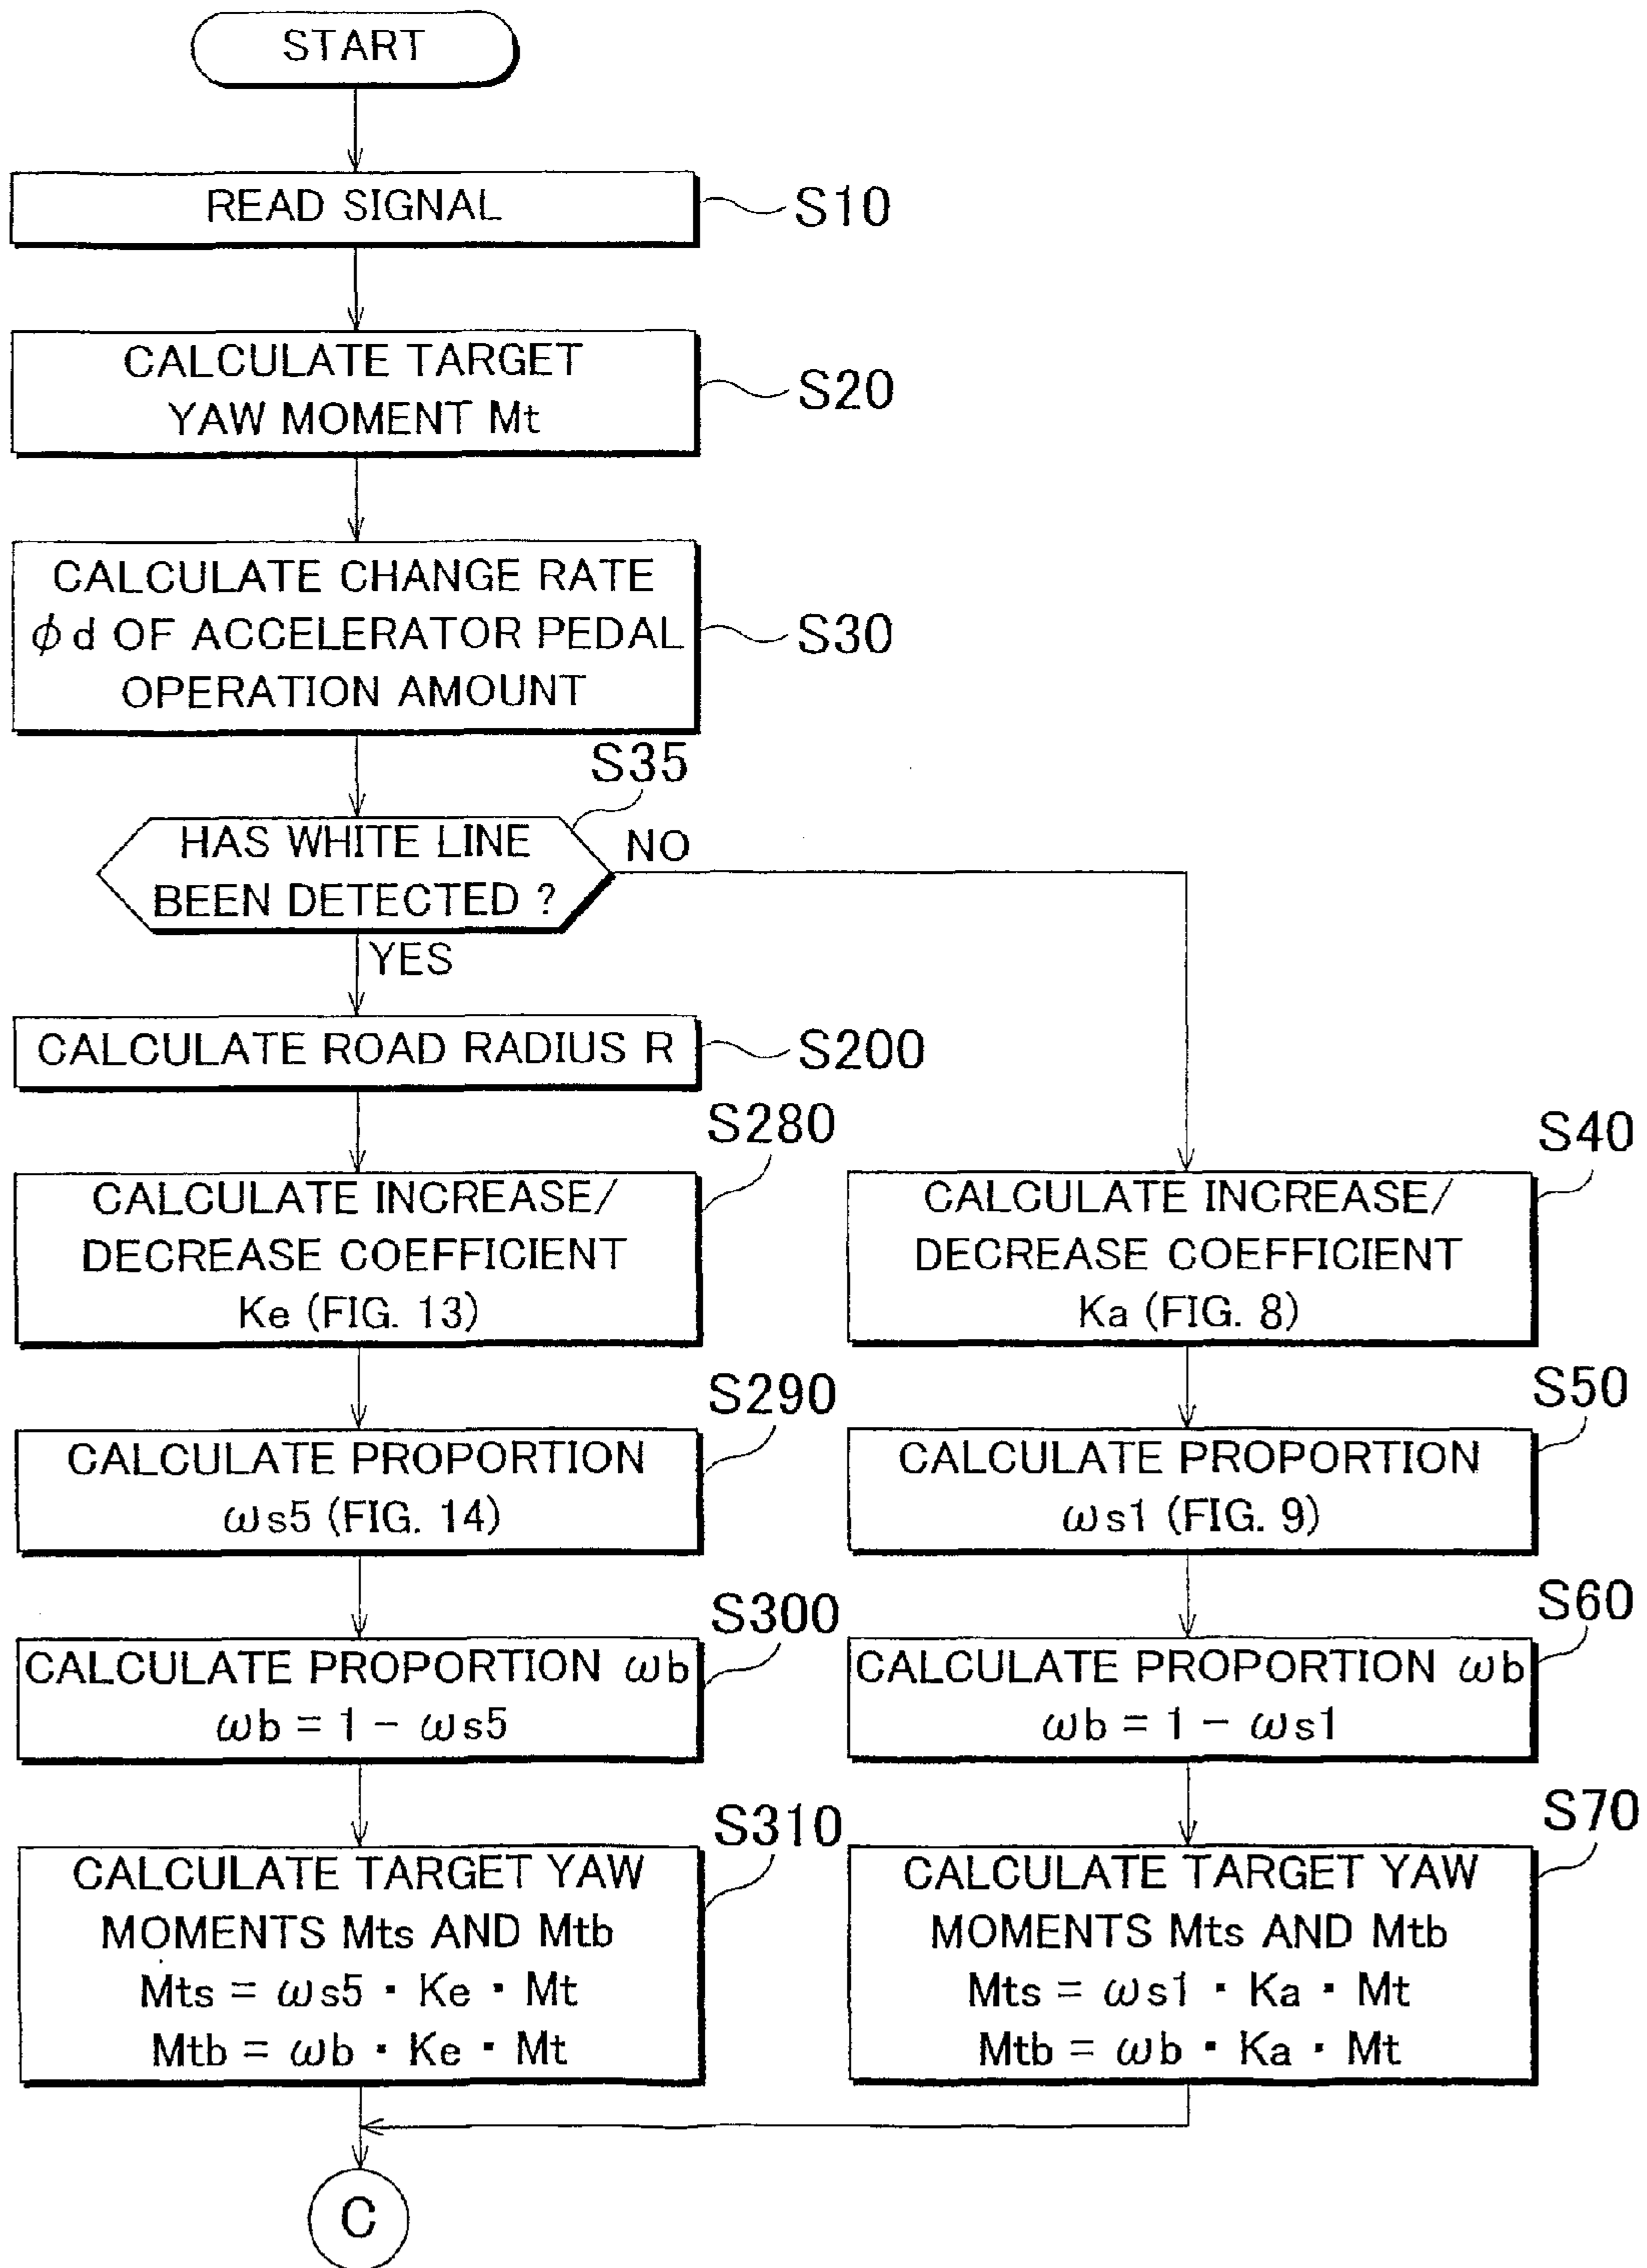 START
READ SIGNAL
S10
CALCULATE TARGET
YAW MOMENT Mt
S20
CALCULATE CHANGE RATE
φd OF ACCELERATOR PEDAL
OPERATION AMOUNT
S30
S35
HAS WHITE LINE
BEEN DETECTED ?
NO
YES
CALCULATE ROAD RADIUS R
S200
S280
CALCULATE INCREASE/
DECREASE COEFFICIENT
Ke (FIG. 13)
S290
CALCULATE PROPORTION
ωs5 (FIG. 14)
S300
CALCULATE PROPORTION ωb
ωb = 1 - ωs5
S310
CALCULATE TARGET YAW
MOMENTS Mts AND Mtb
Mts = ωs5 · Ke · Mt
Mtb = ωb · Ke · Mt
S40
CALCULATE INCREASE/
DECREASE COEFFICIENT
Ka (FIG. 8)
S50
CALCULATE PROPORTION
ωs1 (FIG. 9)
S60
CALCULATE PROPORTION ωb
ωb = 1 - ωs1
S70
CALCULATE TARGET YAW
MOMENTS Mts AND Mtb
Mts = ωs1 · Ka · Mt
Mtb = ωb · Ka · Mt
C